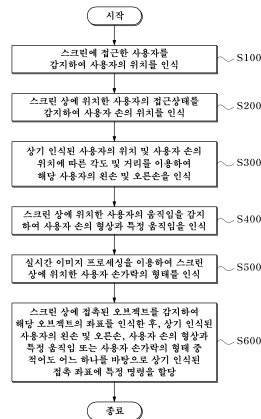 시작
스크린에 접근한 사용자를
감지하여 사용자의 위치를 인식
S100
스크린 상에 위치한 사용자의 접근상태를
감지하여 사용자 손의 위치를 인식
S200
상기 인식된 사용자의 위치 및 사용자 손의
위치에 따른 각도 및 거리를 이용하여
해당 사용자의 왼손 및 오른손을 인식
S300
스크린 상에 위치한 사용자의 움직임을 감지
하여 사용자 손의 형상과 특정 움직임을 인식
S400
실시간 이미지 프로세싱을 이용하여 스크린
상에 위치한 사용자 손가락의 형태를 인식
S500
스크린 상에 접촉된 오브젝트를 감지하여
해당 오브젝트의 좌표를 인식한 후, 상기 인식된
사용자의 왼손 및 오른손, 사용자 손의 형상과
특정 움직임 또는 사용자 손가락의 형태 중
적어도 어느 하나를 바탕으로 상기 인식된
접촉 좌표에 특정 명령을 할당
S600
종료